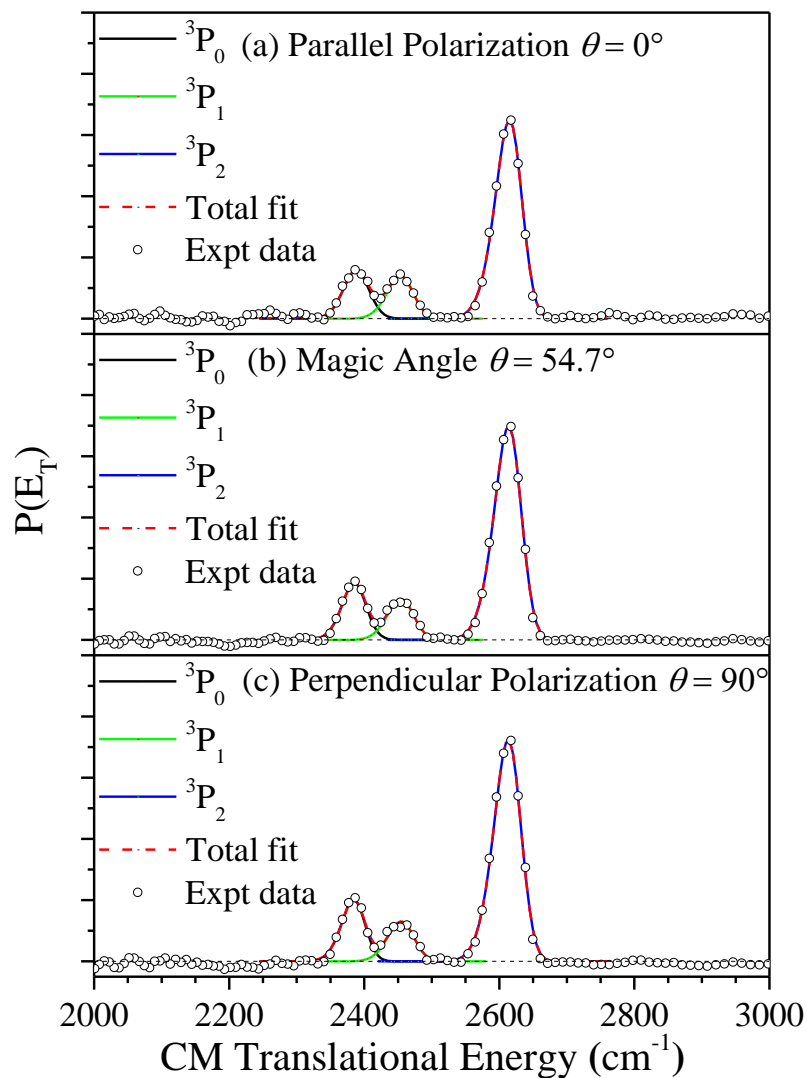 ³P₀ (a) Parallel Polarization θ = 0°
³P₁
³P₂
Total fit
Expt data
³P₀ (b) Magic Angle θ = 54.7°
³P₁
³P₂
Total fit
Expt data
³P₀ (c) Perpendicular Polarization θ = 90°
³P₁
³P₂
Total fit
Expt data
P(E_T)
2000 2200 2400 2600 2800 3000
CM Translational Energy (cm⁻¹)